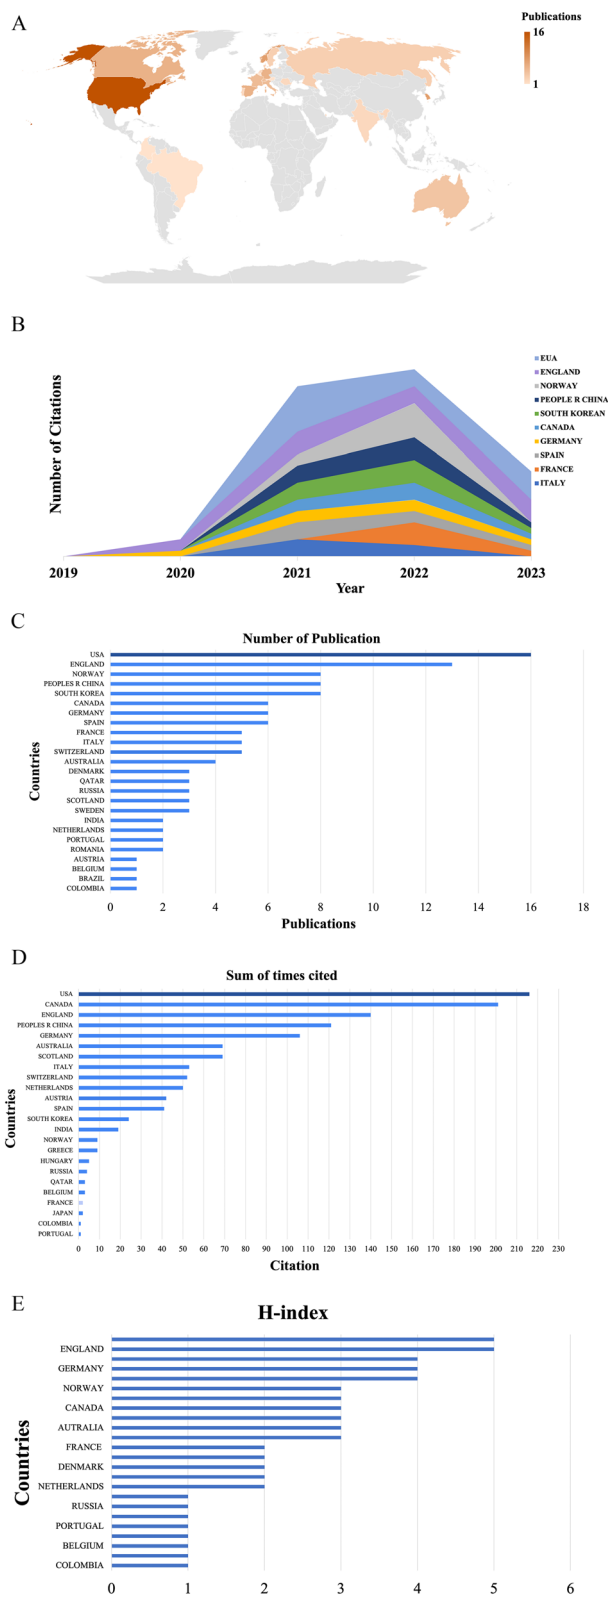 A
Publications
16
1
B
Number of Citations
EUA
ENGLAND
NORWAY
PEOPLE R CHINA
SOUTH KOREAN
CANADA
GERMANY
SPAIN
FRANCE
ITALY
2019 2020 2021 2022 2023
Year
C
Number of Publication
Countries
USA
ENGLAND
NORWAY
PEOPLES R CHINA
SOUTH KOREA
CANADA
GERMANY
SPAIN
FRANCE
ITALY
SWITZERLAND
AUSTRALIA
DENMARK
QATAR
RUSSIA
SCOTLAND
SWEDEN
INDIA
NETHERLANDS
PORTUGAL
ROMANIA
AUSTRIA
BELGIUM
BRAZIL
COLOMBIA
0 2 4 6 8 10 12 14 16 18
Publications
D
Sum of times cited
Countries
USA
CANADA
ENGLAND
PEOPLES R CHINA
GERMANY
AUSTRALIA
SCOTLAND
ITALY
SWITZERLAND
NETHERLANDS
AUSTRIA
SPAIN
SOUTH KOREA
INDIA
NORWAY
GREECE
HUNGARY
RUSSIA
QATAR
BELGIUM
FRANCE
JAPAN
COLOMBIA
PORTUGAL
0 10 20 30 40 50 60 70 80 90 100 110 120 130 140 150 160 170 180 190 200 210 220 230
Citation
E
H-index
Countries
ENGLAND
GERMANY
NORWAY
CANADA
AUTRALIA
FRANCE
DENMARK
NETHERLANDS
RUSSIA
PORTUGAL
BELGIUM
COLOMBIA
0 1 2 3 4 5 6